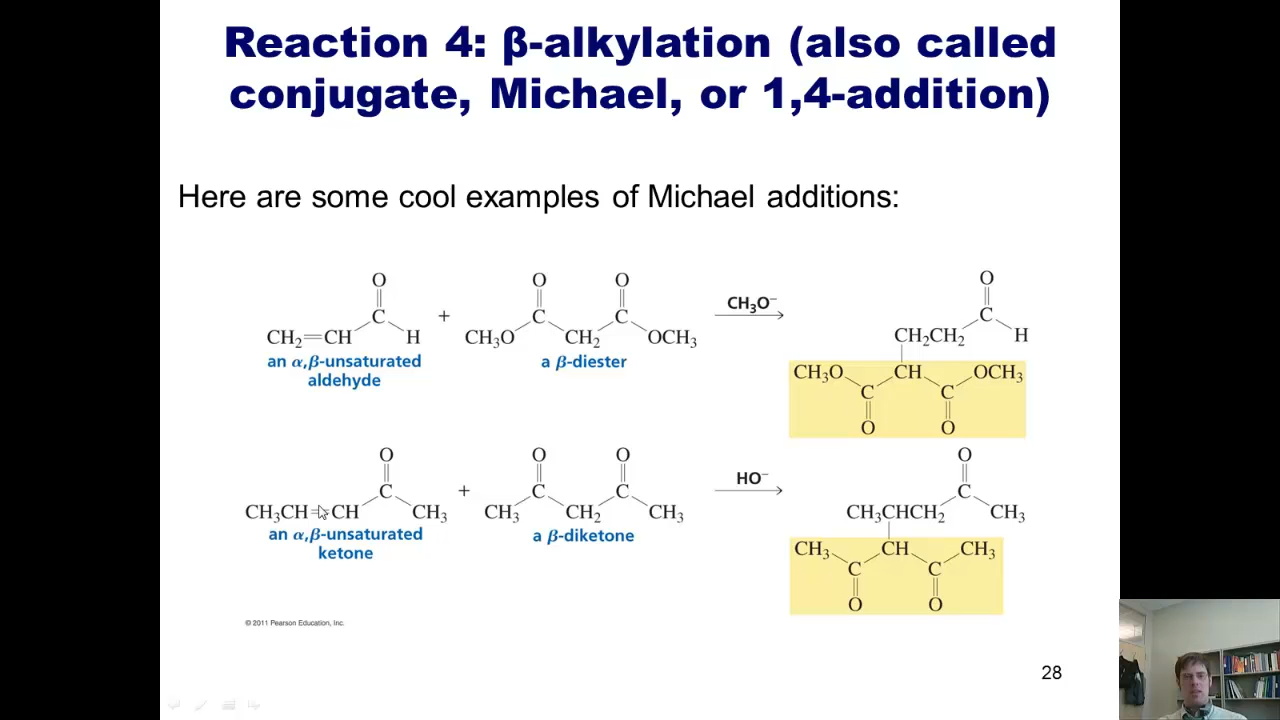 Reaction 4: β-alkylation (also called
conjugate, Michael, or 1,4-addition)
Here are some cool examples of Michael additions:
O
C
CH₂=CH H
an α,β-unsaturated
aldehyde
+
O O
C C
CH₃O CH₂ OCH₃
a β-diester
CH₃O⁻
O
C
CH₂CH₂ H
CH₃O CH OCH₃
C C
O O
O
C
CH₃CH=CH CH₃
an α,β-unsaturated
ketone
+
O O
C C
CH₃ CH₂ CH₃
a β-diketone
HO⁻
O
C
CH₃CHCH₂ CH₃
CH₃ CH CH₃
C C
O O
© 2011 Pearson Education, Inc.
28